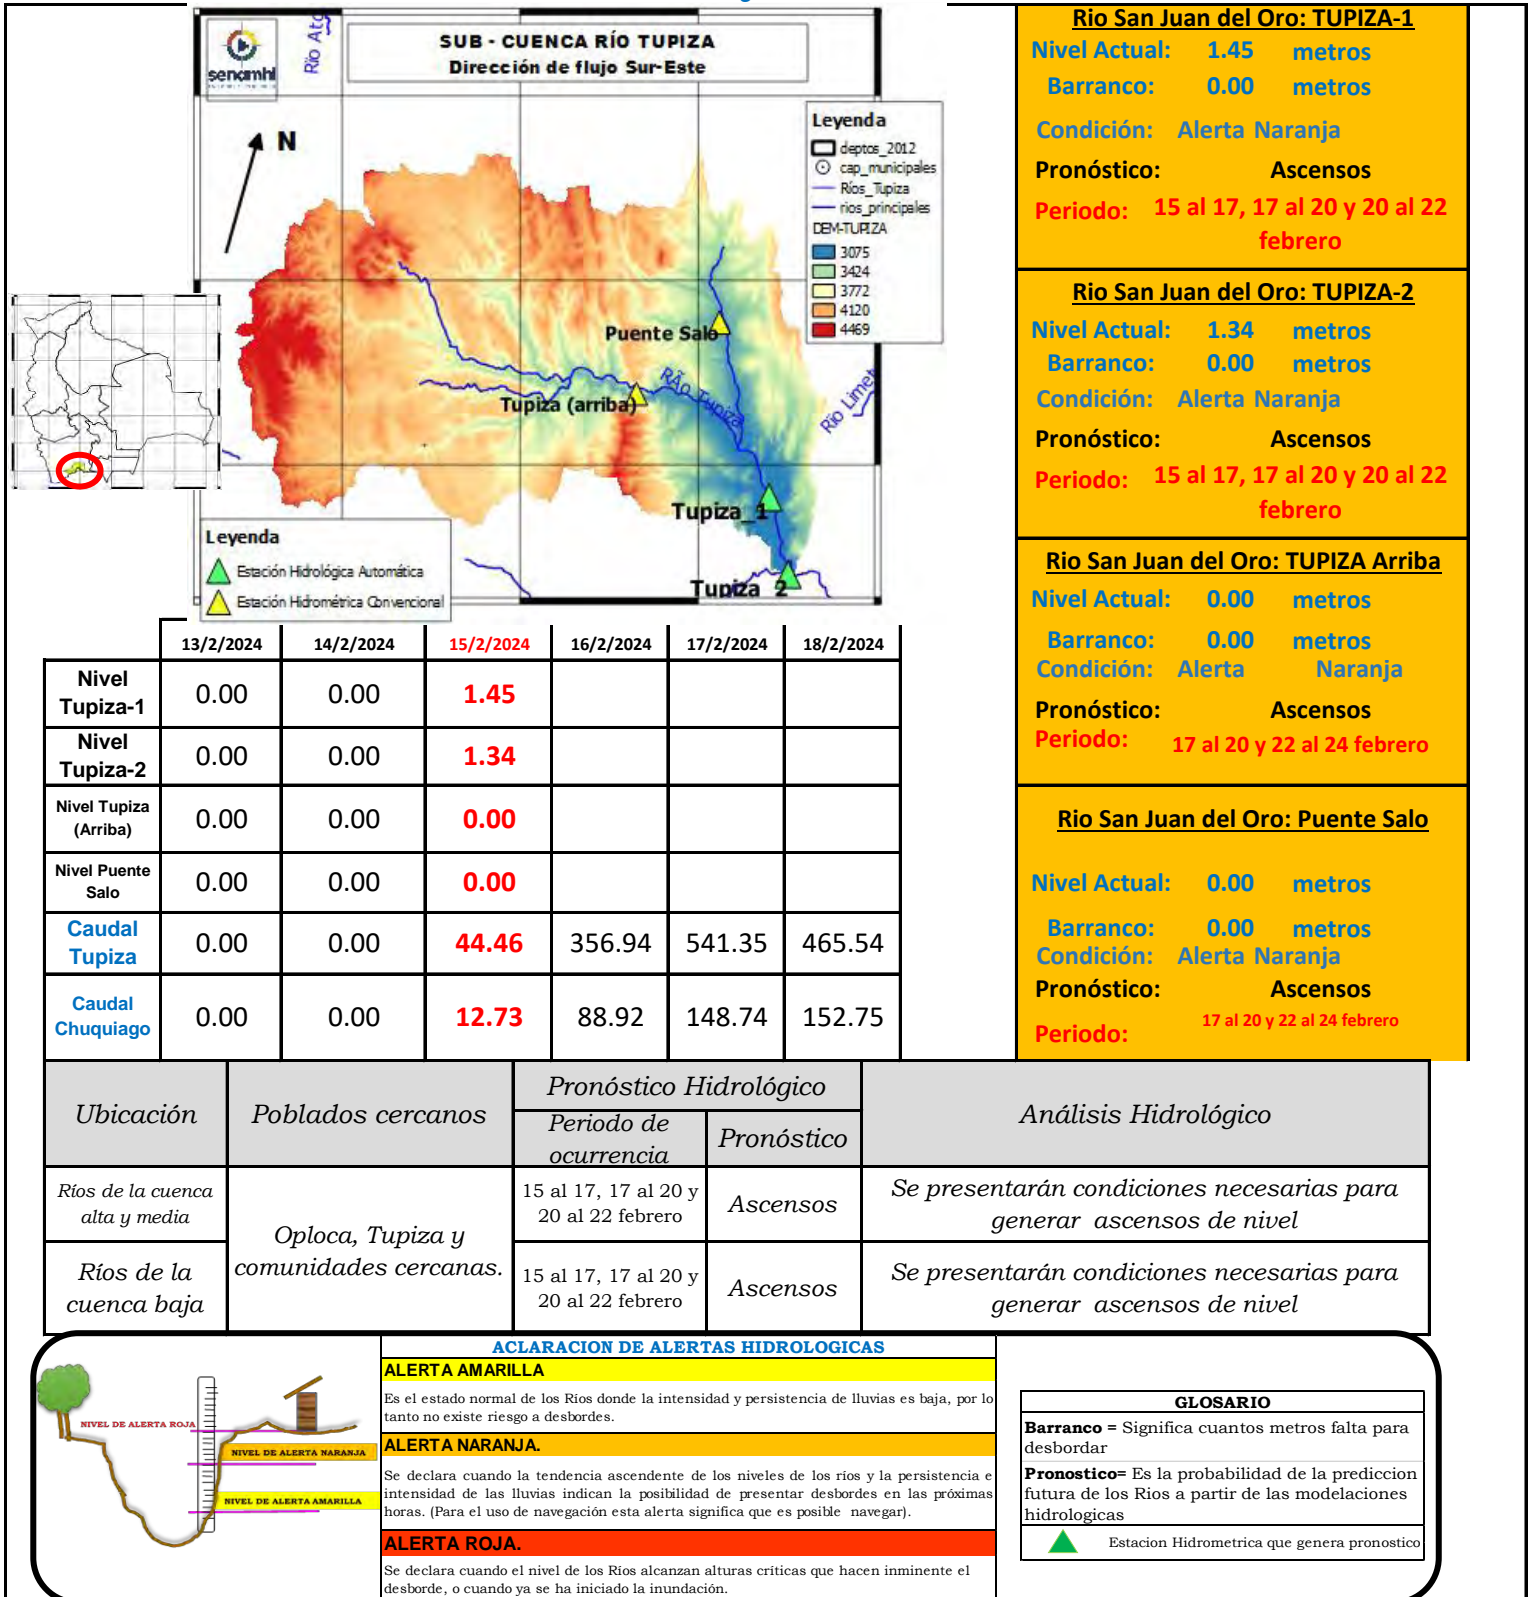 senamhi
Río Ato
SUB - CUENCA RÍO TUPIZA
Dirección de flujo Sur-Este
N
Leyenda
deptos_2012
cap_municipales
Ríos_Tupiza
rios_principales
DEM-TUPIZA
3075
3424
3772
4120
4469
Puente Salo
RÃ­o Tupiza
Río Limet
Tupiza (arriba)
Tupiza_1
Tupiza_2
Leyenda
Estación Hidrológica Automática
Estación Hidrométrica Convencional
Rio San Juan del Oro: TUPIZA-1
Nivel Actual: 1.45 metros
Barranco: 0.00 metros
Condición: Alerta Naranja
Pronóstico: Ascensos
Periodo: 15 al 17, 17 al 20 y 20 al 22
febrero
Rio San Juan del Oro: TUPIZA-2
Nivel Actual: 1.34 metros
Barranco: 0.00 metros
Condición: Alerta Naranja
Pronóstico: Ascensos
Periodo: 15 al 17, 17 al 20 y 20 al 22
febrero
Rio San Juan del Oro: TUPIZA Arriba
Nivel Actual: 0.00 metros
Barranco: 0.00 metros
Condición: Alerta Naranja
Pronóstico: Ascensos
Periodo: 17 al 20 y 22 al 24 febrero
Rio San Juan del Oro: Puente Salo
Nivel Actual: 0.00 metros
Barranco: 0.00 metros
Condición: Alerta Naranja
Pronóstico: Ascensos
Periodo: 17 al 20 y 22 al 24 febrero
13/2/2024 14/2/2024 15/2/2024 16/2/2024 17/2/2024 18/2/2024
Nivel
Tupiza-1 0.00 0.00 1.45
Nivel
Tupiza-2 0.00 0.00 1.34
Nivel Tupiza
(Arriba) 0.00 0.00 0.00
Nivel Puente
Salo 0.00 0.00 0.00
Caudal
Tupiza 0.00 0.00 44.46 356.94 541.35 465.54
Caudal
Chuquiago 0.00 0.00 12.73 88.92 148.74 152.75
Ubicación
Poblados cercanos
Pronóstico Hidrológico
Periodo de
ocurrencia
Pronóstico
Análisis Hidrológico
Ríos de la cuenca
alta y media
Oploca, Tupiza y
comunidades cercanas.
15 al 17, 17 al 20 y
20 al 22 febrero
Ascensos
Se presentarán condiciones necesarias para
generar ascensos de nivel
Ríos de la
cuenca baja
15 al 17, 17 al 20 y
20 al 22 febrero
Ascensos
Se presentarán condiciones necesarias para
generar ascensos de nivel
NIVEL DE ALERTA ROJA
NIVEL DE ALERTA NARANJA
NIVEL DE ALERTA AMARILLA
ACLARACION DE ALERTAS HIDROLOGICAS
ALERTA AMARILLA
Es el estado normal de los Ríos donde la intensidad y persistencia de lluvias es baja, por lo
tanto no existe riesgo a desbordes.
ALERTA NARANJA.
Se declara cuando la tendencia ascendente de los niveles de los ríos y la persistencia e
intensidad de las lluvias indican la posibilidad de presentar desbordes en las próximas
horas. (Para el uso de navegación esta alerta significa que es posible navegar).
ALERTA ROJA.
Se declara cuando el nivel de los Ríos alcanzan alturas críticas que hacen inminente el
desborde, o cuando ya se ha iniciado la inundación.
GLOSARIO
Barranco = Significa cuantos metros falta para
desbordar
Pronostico= Es la probabilidad de la prediccion
futura de los Rios a partir de las modelaciones
hidrologicas
Estacion Hidrometrica que genera pronostico